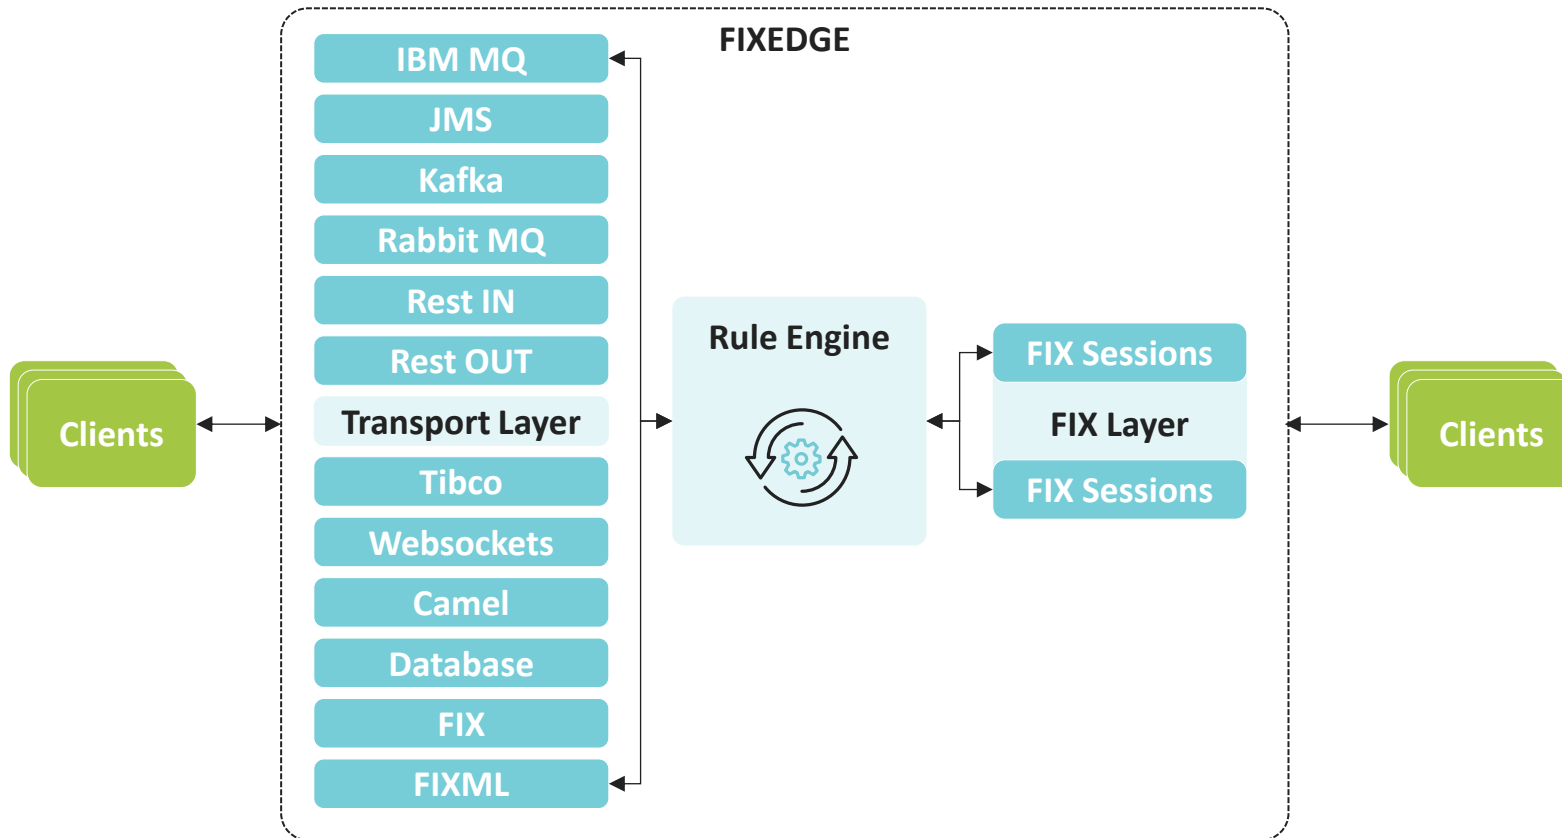 FIXEDGE
IBM MQ
JMS
Kafka
Rabbit MQ
Rest IN
Rest OUT
Transport Layer
Tibco
Websockets
Camel
Database
FIX
FIXML
Clients
Rule Engine
FIX Sessions
FIX Layer
FIX Sessions
Clients